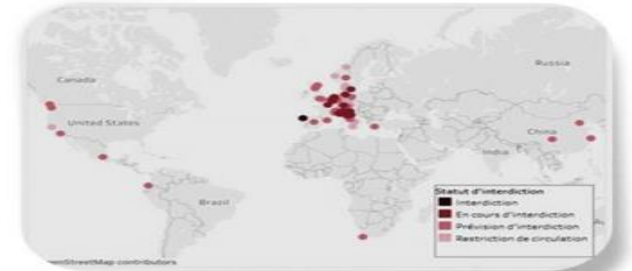 Russia
Canada
United States
China
India
Brazil
Statut d'interdiction
Interdiction
En cours d'interdiction
Prévision d'interdiction
Restriction de circulation
enStreetMap contributors